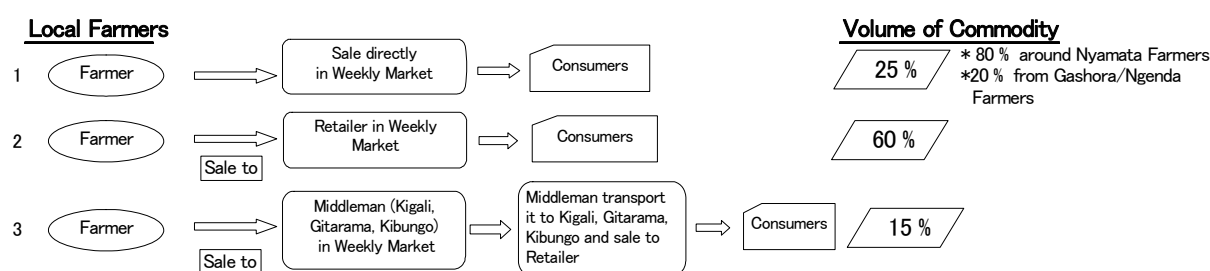 Local Farmers
Volume of Commodity
1
Farmer
Sale directly
in Weekly Market
Consumers
25 %
* 80 % around Nyamata Farmers
*20 % from Gashora/Ngenda
Farmers
2
Farmer
Sale to
Retailer in Weekly
Market
Consumers
60 %
3
Farmer
Sale to
Middleman (Kigali,
Gitarama, Kibungo)
in Weekly Market
Middleman transport
it to Kigali, Gitarama,
Kibungo and sale to
Retailer
Consumers
15 %